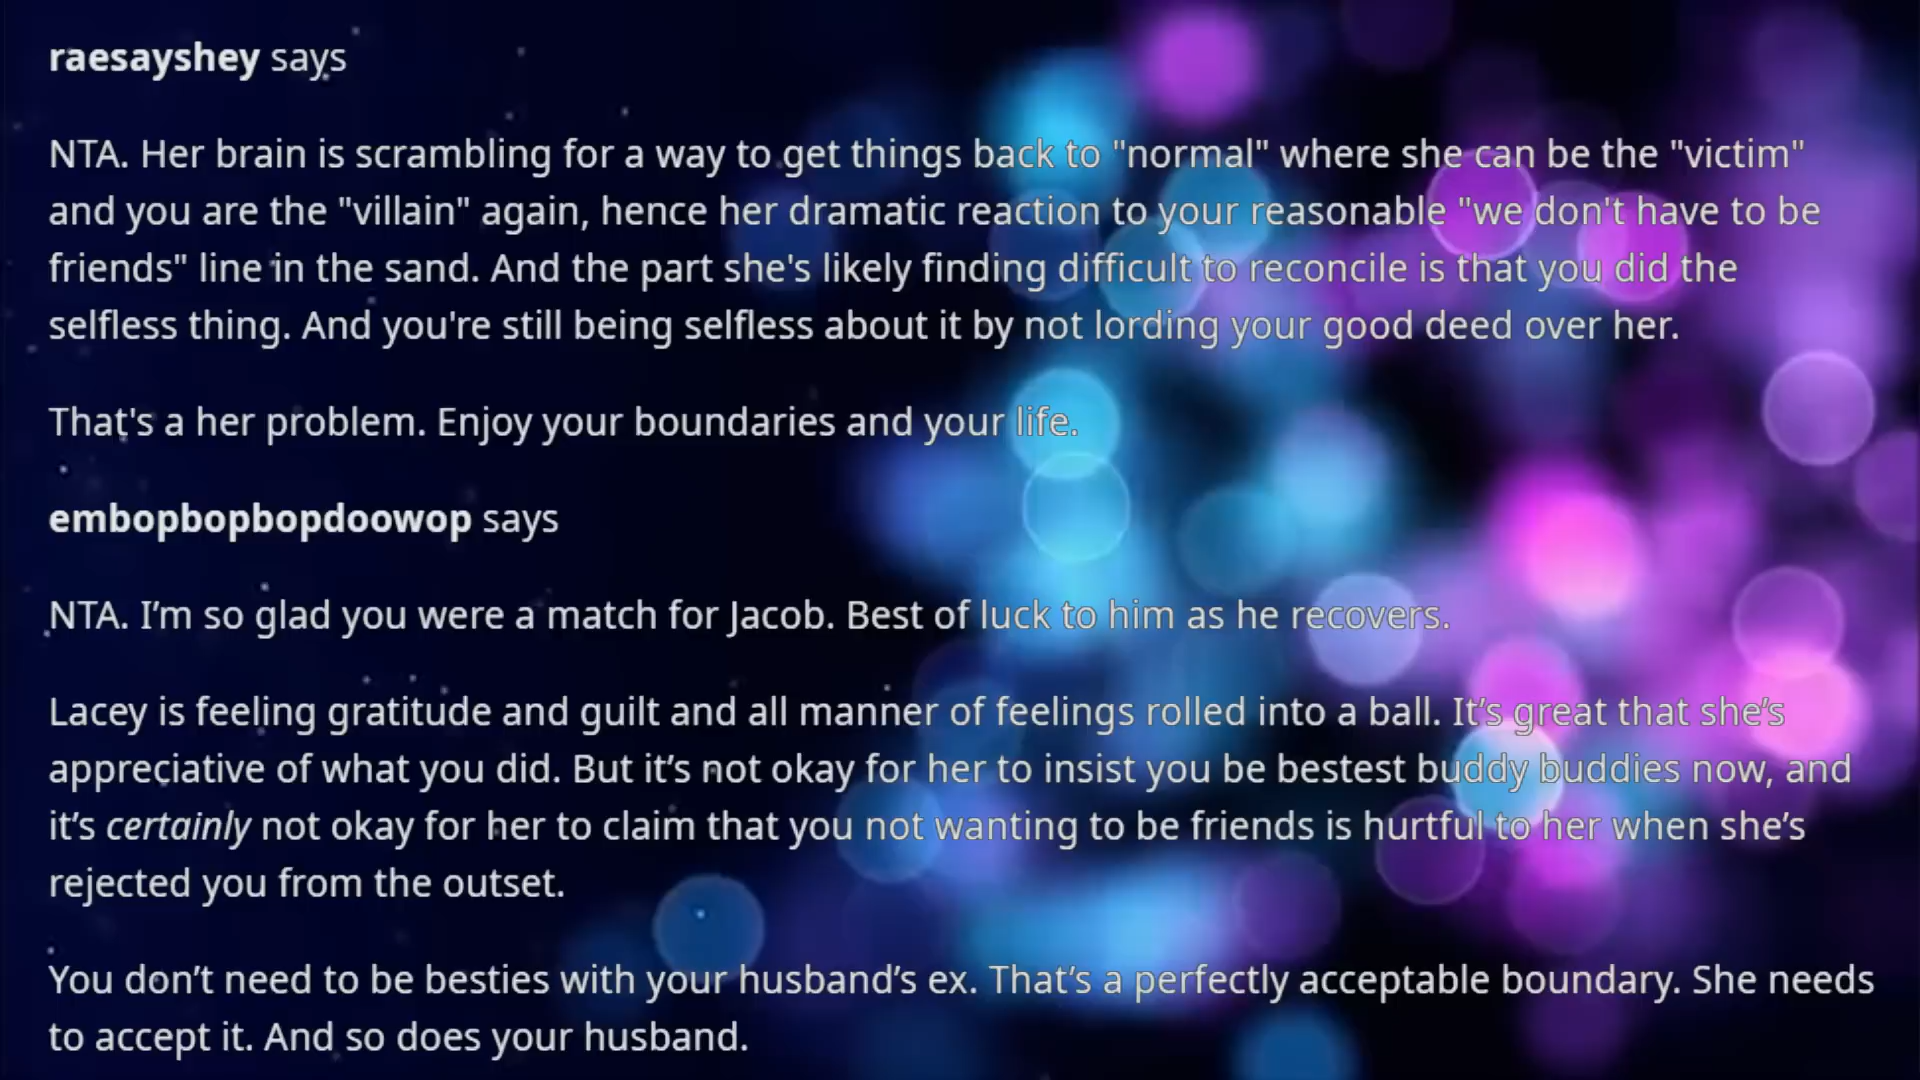 raesayshey says
NTA. Her brain is scrambling for a way to get things back to "normal" where she can be the "victim"
and you are the "villain" again, hence her dramatic reaction to your reasonable "we don't have to be
friends" line in the sand. And the part she's likely finding difficult to reconcile is that you did the
selfless thing. And you're still being selfless about it by not lording your good deed over her.
That's a her problem. Enjoy your boundaries and your life.
embopbopbopdoowop says
NTA. I’m so glad you were a match for Jacob. Best of luck to him as he recovers.
Lacey is feeling gratitude and guilt and all manner of feelings rolled into a ball. It’s great that she’s
appreciative of what you did. But it’s not okay for her to insist you be bestest buddy buddies now, and
it’s certainly not okay for her to claim that you not wanting to be friends is hurtful to her when she’s
rejected you from the outset.
You don’t need to be besties with your husband’s ex. That’s a perfectly acceptable boundary. She needs
to accept it. And so does your husband.